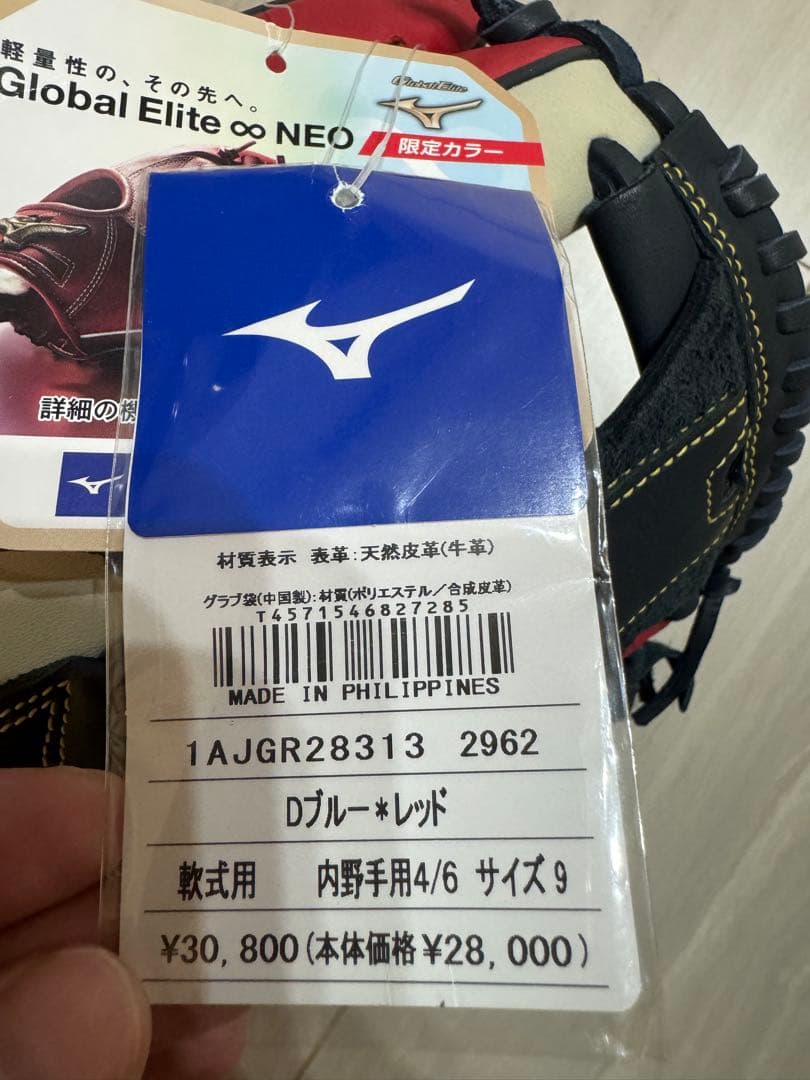 軽量性の、その先へ。
Global Elite ∞ NEO
Global Elite
限定カラー
詳細の機
材質表示 表革:天然皮革(牛革)
グラブ袋(中国製):材質(ポリエステル/合成皮革)
T4571546827285
MADE IN PHILIPPINES
1AJGR28313 2962
Dブルー*レッド
軟式用 内野手用4/6 サイズ9
¥30,800(本体価格¥28,000)